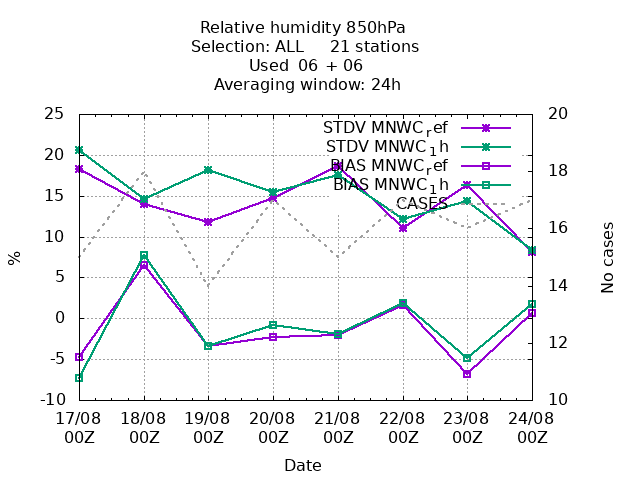 Relative humidity 850hPa
Selection: ALL 21 stations
Used 06 + 06
Averaging window: 24h
25
20
15
10
5
0
-5
-10
%
20
18
16
14
12
10
No cases
STDV MNWC_ref
STDV MNWC_1h
BIAS MNWC_ref
BIAS MNWC_1h
CASES
17/08 18/08 19/08 20/08 21/08 22/08 23/08 24/08
00Z 00Z 00Z 00Z 00Z 00Z 00Z 00Z
Date